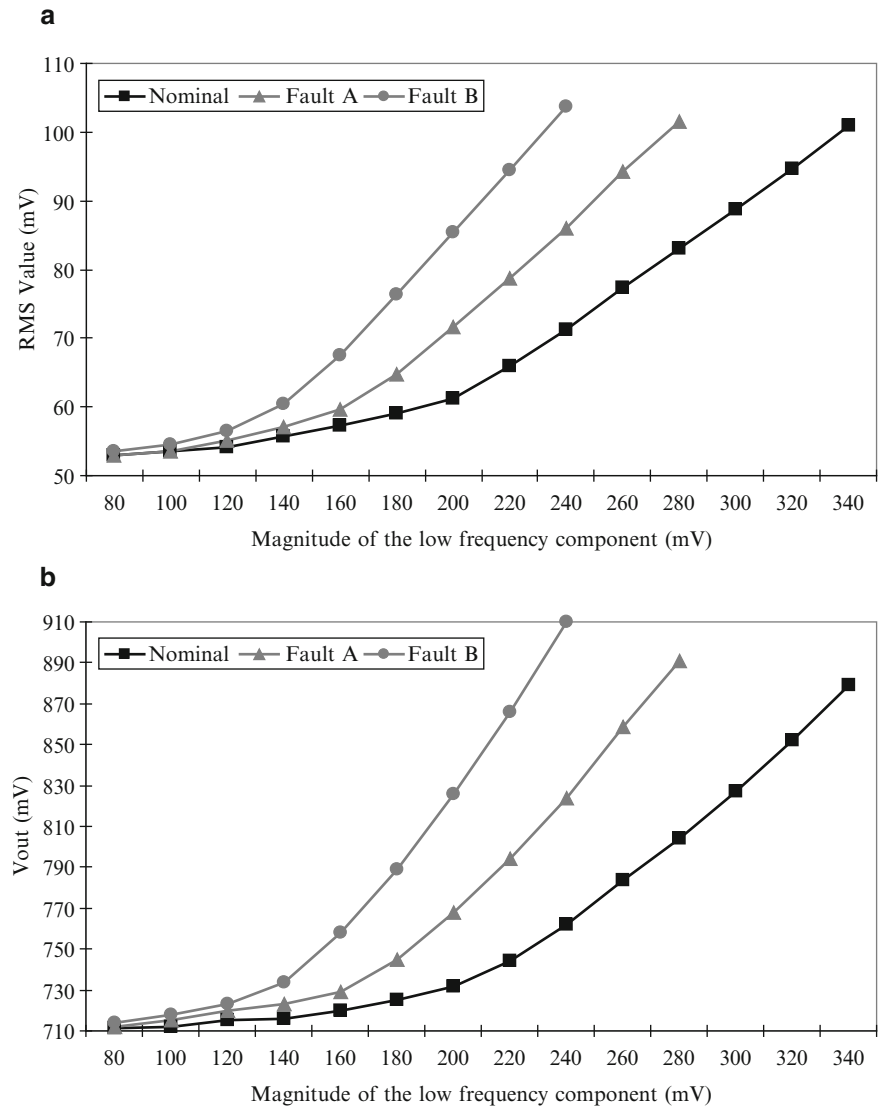 a
110
100
90
80
70
60
50
RMS Value (mV)
Nominal Fault A Fault B
80 100 120 140 160 180 200 220 240 260 280 300 320 340
Magnitude of the low frequency component (mV)
b
910
890
870
850
830
810
790
770
750
730
710
Vout (mV)
Nominal Fault A Fault B
80 100 120 140 160 180 200 220 240 260 280 300 320 340
Magnitude of the low frequency component (mV)